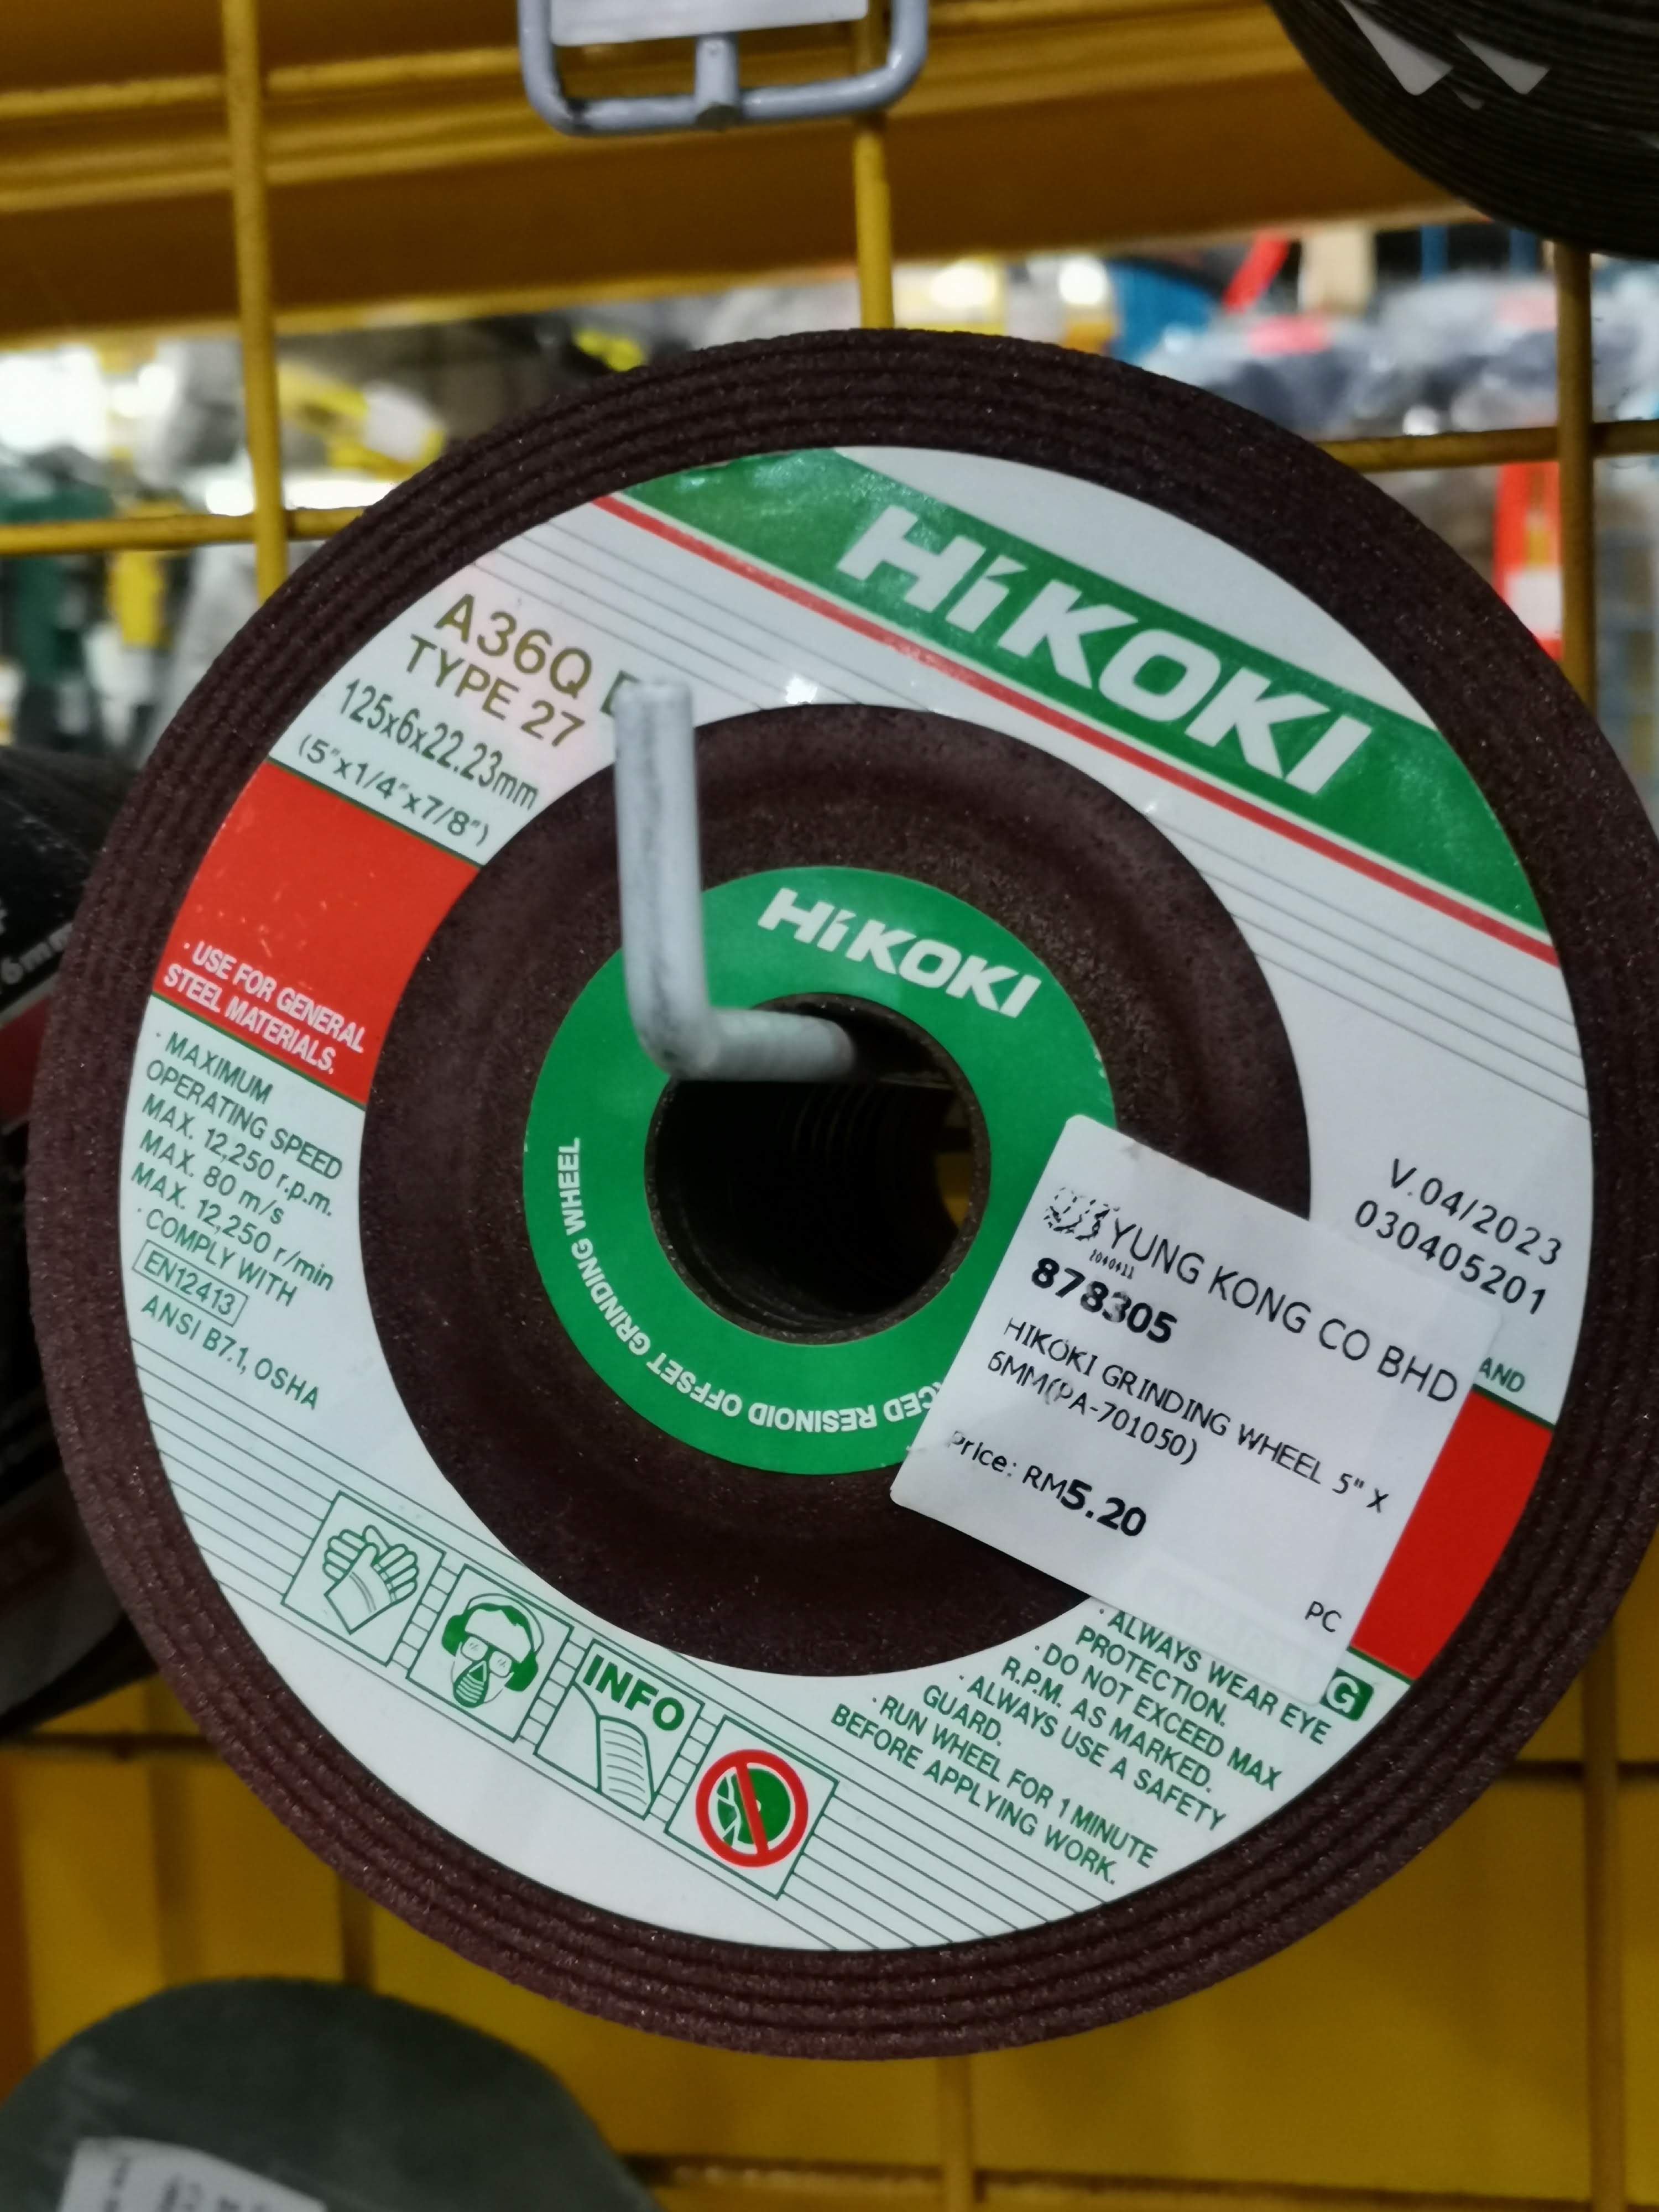 HiKOKI
A36Q
TYPE 27
125x6x22.23mm
(5"x1/4"x7/8")
· USE FOR GENERAL
STEEL MATERIALS.
· MAXIMUM
OPERATING SPEED
MAX. 12,250 r.p.m.
MAX. 80 m/s
MAX. 12,250 r/min
· COMPLY WITH
EN12413
ANSI B7.1, OSHA
HiKOKI
RESINOID OFFSET GRINDING WHEEL
V.04/2023
030405201
YUNG KONG CO BHD
878305
HIKOKI GRINDING WHEEL 5" X
6MM(PA-701050)
Price: RM5.20
PC
INFO
· ALWAYS WEAR EYE
PROTECTION.
· DO NOT EXCEED MAX
R.P.M. AS MARKED.
· ALWAYS USE A SAFETY
GUARD.
· RUN WHEEL FOR 1 MINUTE
BEFORE APPLYING WORK.